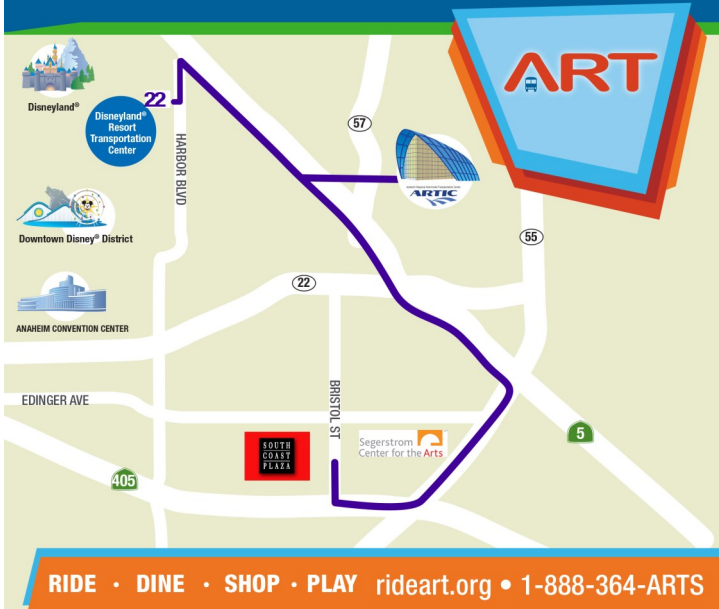 ART
Disneyland®
22
Disneyland®
Resort
Transportation
Center
HARBOR BLVD
57
ARTIC
Downtown Disney® District
55
22
ANAHEIM CONVENTION CENTER
EDINGER AVE
BRISTOL ST
SOUTH
COAST
PLAZA
Segerstrom
Center for the Arts
5
405
RIDE · DINE · SHOP · PLAY rideart.org • 1-888-364-ARTS